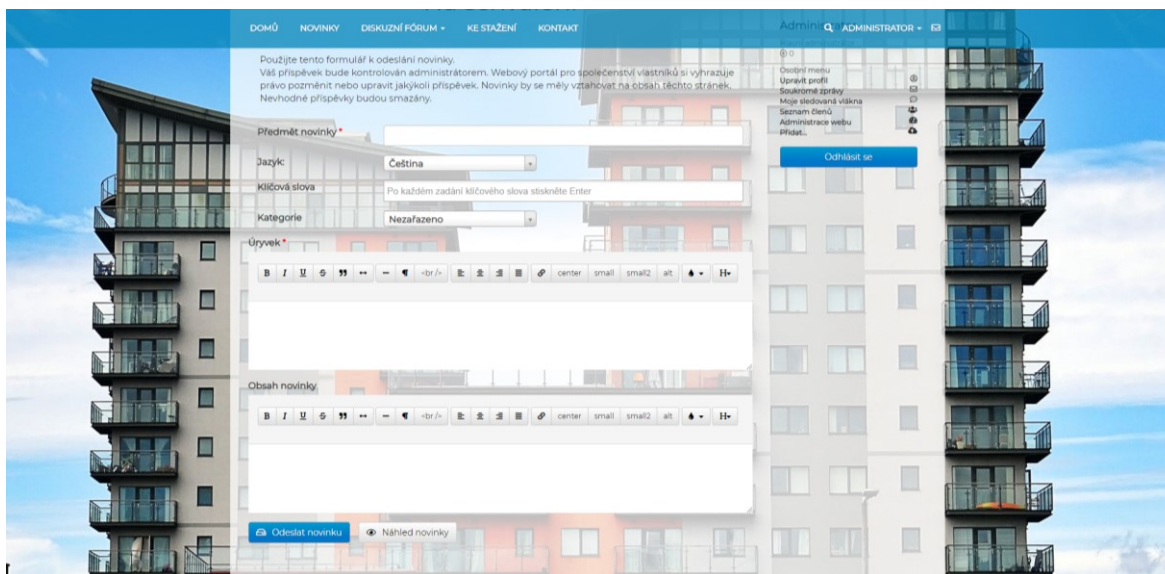 DOMŮ NOVINKY DISKUZNÍ FÓRUM KE STAŽENÍ KONTAKT ADMINISTRATOR
Použijte tento formulář k odeslání novinky.
Váš příspěvek bude kontrolován administrátorem. Webový portál pro společenství vlastníků si vyhrazuje
právo pozměnit nebo upravit jakýkoli příspěvek. Novinky by se měly vztahovat na obsah těchto stránek.
Nevhodné příspěvky budou smazány.
Předmět novinky *
Jazyk: Čeština
Klíčová slova Po každém zadání klíčového slova stiskněte Enter
Kategorie Nezařazeno
Úryvek *
B I U S <br/> center small small2 alt H
Obsah novinky
B I U S <br/> center small small2 alt H
Odeslat novinku Náhled novinky
Administrator
0
Osobní menu
Upravit profil
Soukromé zprávy
Moje sledovaná vlákna
Seznam členů
Administrace webu
Přidat...
Odhlásit se